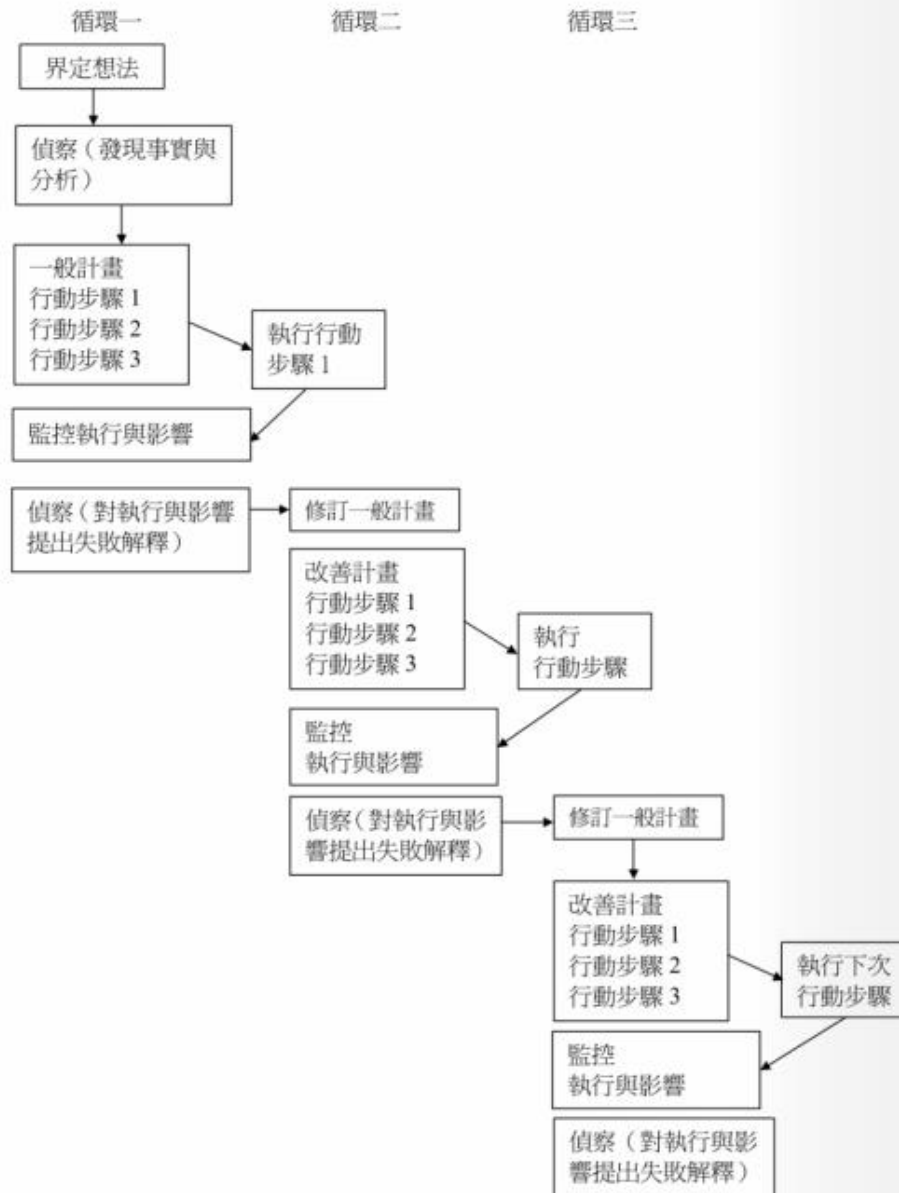 循環一 循環二 循環三
界定想法
偵察（發現事實與
分析）
一般計畫
行動步驟 1
行動步驟 2
行動步驟 3
執行行動
步驟 1
監控執行與影響
偵察（對執行與影響
提出失敗解釋）
修訂一般計畫
改善計畫
行動步驟 1
行動步驟 2
行動步驟 3
執行
行動步驟
監控
執行與影響
偵察（對執行與影
響提出失敗解釋）
修訂一般計畫
改善計畫
行動步驟 1
行動步驟 2
行動步驟 3
執行下次
行動步驟
監控
執行與影響
偵察（對執行與影
響提出失敗解釋）